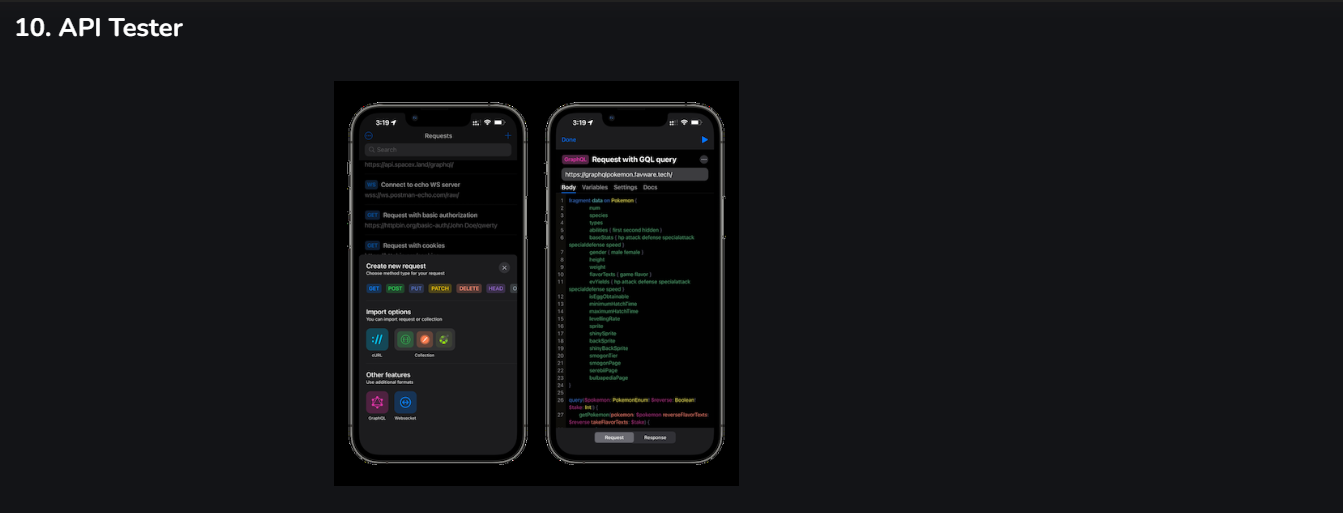 10. API Tester
3:19
Requests
Search
https://api.spaces.land/graphql/
WS Connect to echo WS server
wss://ws.postman-echo.com/raw/
GET Request with basic authorization
https://httpbin.org/basic-auth/John Doe/qwerty
GET Request with cookies
Create new request
Choose method type for your request
GET POST PUT PATCH DELETE HEAD
Import options
You can import request or collection
cURL Collection
Other features
Use additional formats
GraphQL Websocket
3:19
Done
GraphQL Request with GQL query
https://graphqlpokemon.favware.tech/
Body Variables Settings Docs
1 fragment data on Pokemon {
2 num
3 species
4 types
5 abilities { first second hidden }
6 baseStats { hp attack defense specialattack
specialdefense speed }
7 gender { male female }
8 height
9 weight
10 flavorTexts { game flavor }
11 evYields { hp attack defense specialattack
specialdefense speed }
12 isEggObtainable
13 minimumHatchTime
14 maximumHatchTime
15 levellingRate
16 sprite
17 shinySprite
18 backSprite
19 shinyBackSprite
20 smogonTier
21 smogonPage
22 serebiiPage
23 bulbapediaPage
24 }
25
26 query($pokemon: PokemonEnum! $reverse: Boolean!
$take: Int!) {
27 getPokemon(pokemon: $pokemon reverseFlavorTexts:
$reverse takeFlavorTexts: $take) {
Request Response